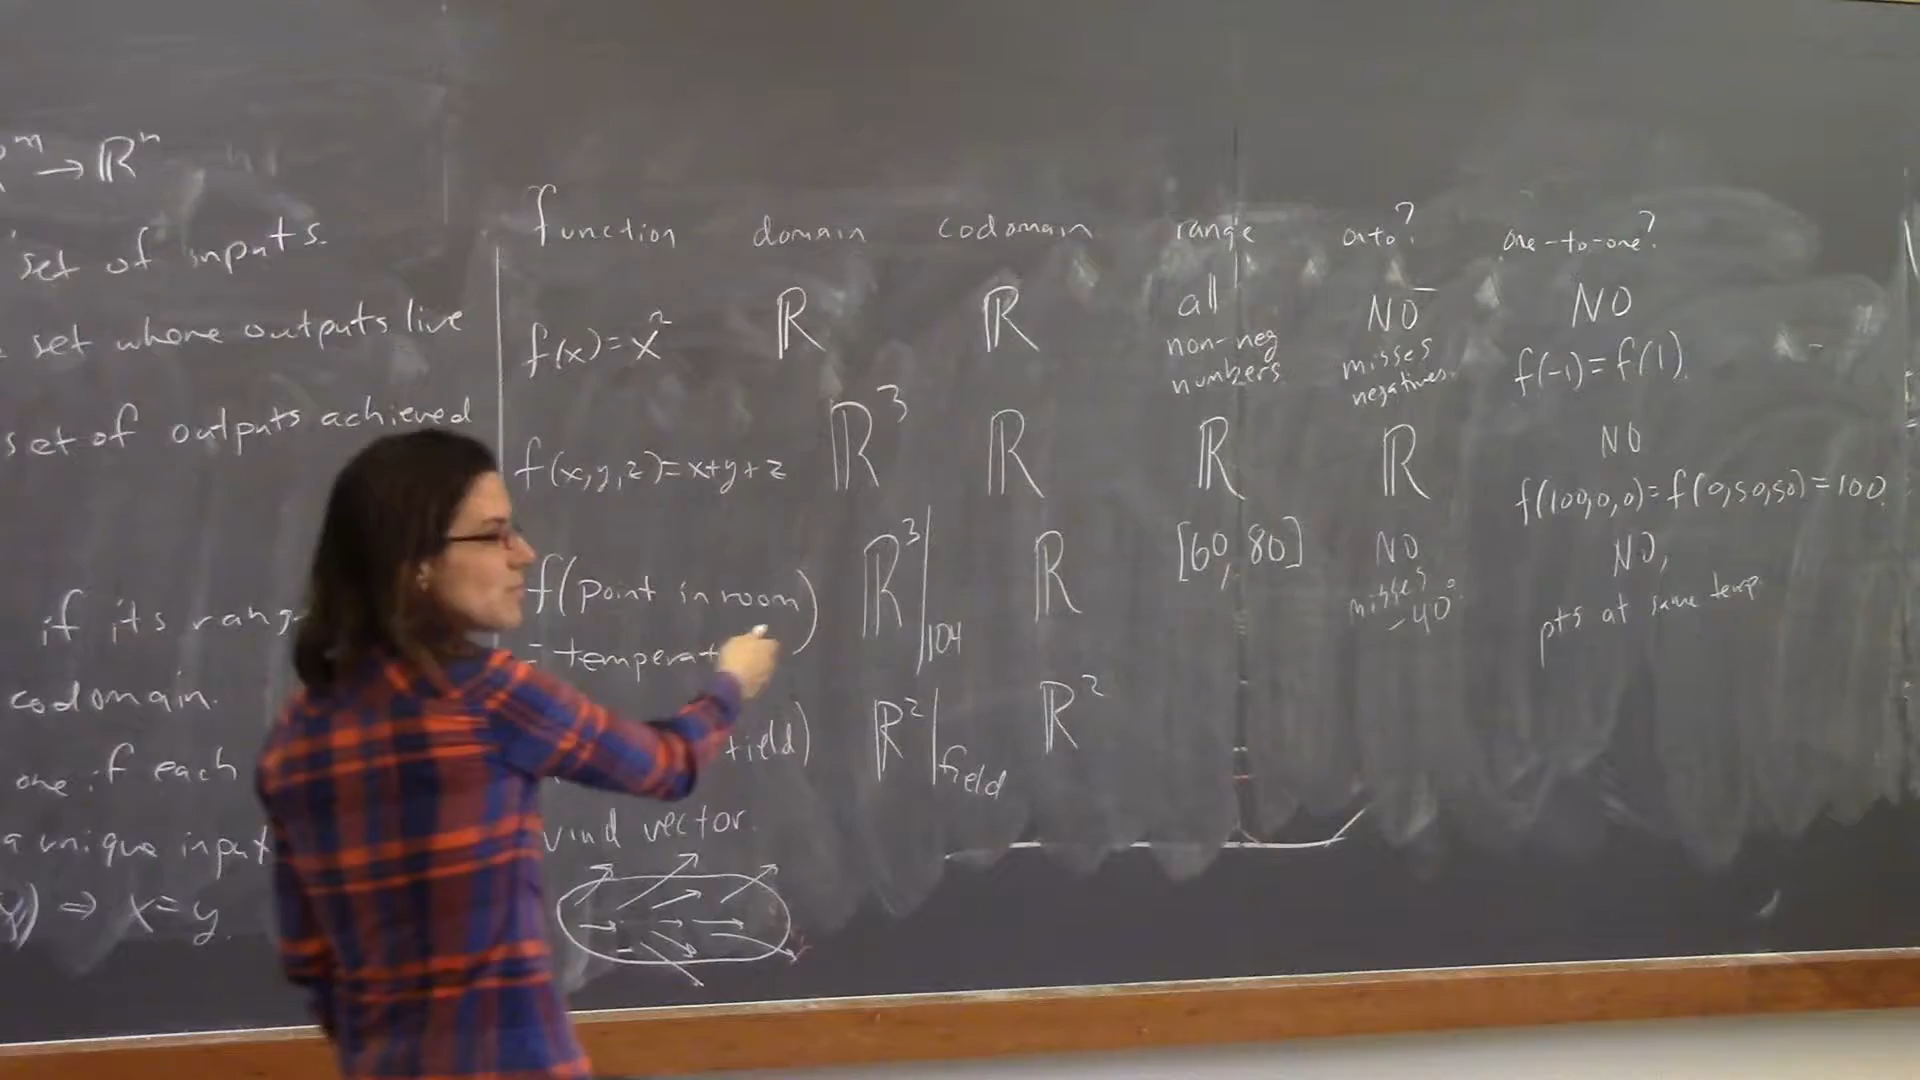 m → ℝⁿ
set of inputs.
set where outputs live
set of outputs achieved
if its rang
codomain.
one if each
a unique input
y) ⇒ x=y.
function domain codomain range onto? one-to-one?
f(x)=x² ℝ ℝ all non-neg numbers NO misses negatives. NO f(-1)=f(1).
f(x,y,z)=x+y+z ℝ³ ℝ ℝ ℝ NO f(100,0,0)=f(0,50,50)=100.
f(point in room) ℝ³|104 ℝ [60,80] NO misses -40°. NO, pts at same temp.
= temperat
field) ℝ²|field ℝ²
wind vector.